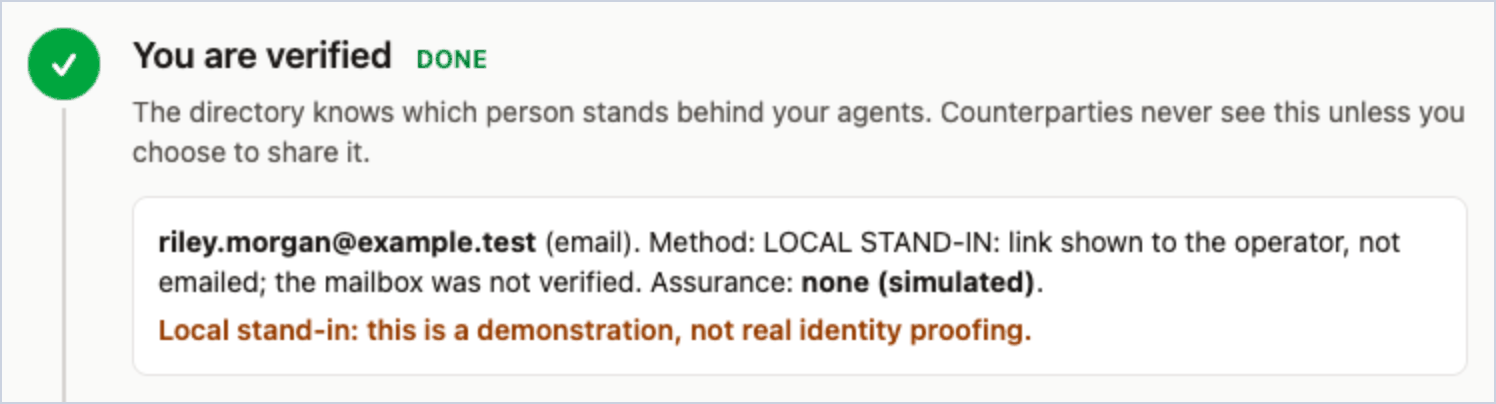 You are verified DONE
The directory knows which person stands behind your agents. Counterparties never see this unless you
choose to share it.
riley.morgan@example.test (email). Method: LOCAL STAND-IN: link shown to the operator, not
emailed; the mailbox was not verified. Assurance: none (simulated).
Local stand-in: this is a demonstration, not real identity proofing.